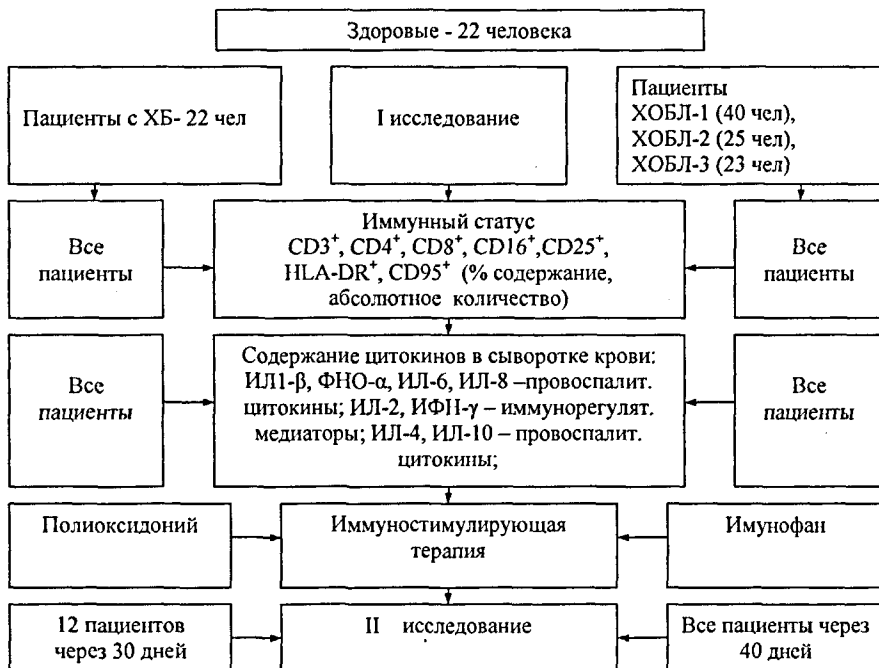 Здоровые - 22 человека
Пациенты с ХБ- 22 чел
I исследование
Пациенты
ХОБЛ-1 (40 чел),
ХОБЛ-2 (25 чел),
ХОБЛ-3 (23 чел)
Все
пациенты
Иммунный статус
CD3⁺, CD4⁺, CD8⁺, CD16⁺,CD25⁺,
HLA-DR⁺, CD95⁺ (% содержание,
абсолютное количество)
Все
пациенты
Все
пациенты
Содержание цитокинов в сыворотке крови:
ИЛ1-β, ФНО-α, ИЛ-6, ИЛ-8 –провоспалит.
цитокины; ИЛ-2, ИФН-γ – иммунорегулят.
медиаторы; ИЛ-4, ИЛ-10 – провоспалит.
цитокины;
Все
пациенты
Полиоксидоний
Иммуностимулирующая
терапия
Имунофан
12 пациентов
через 30 дней
II исследование
Все пациенты через
40 дней